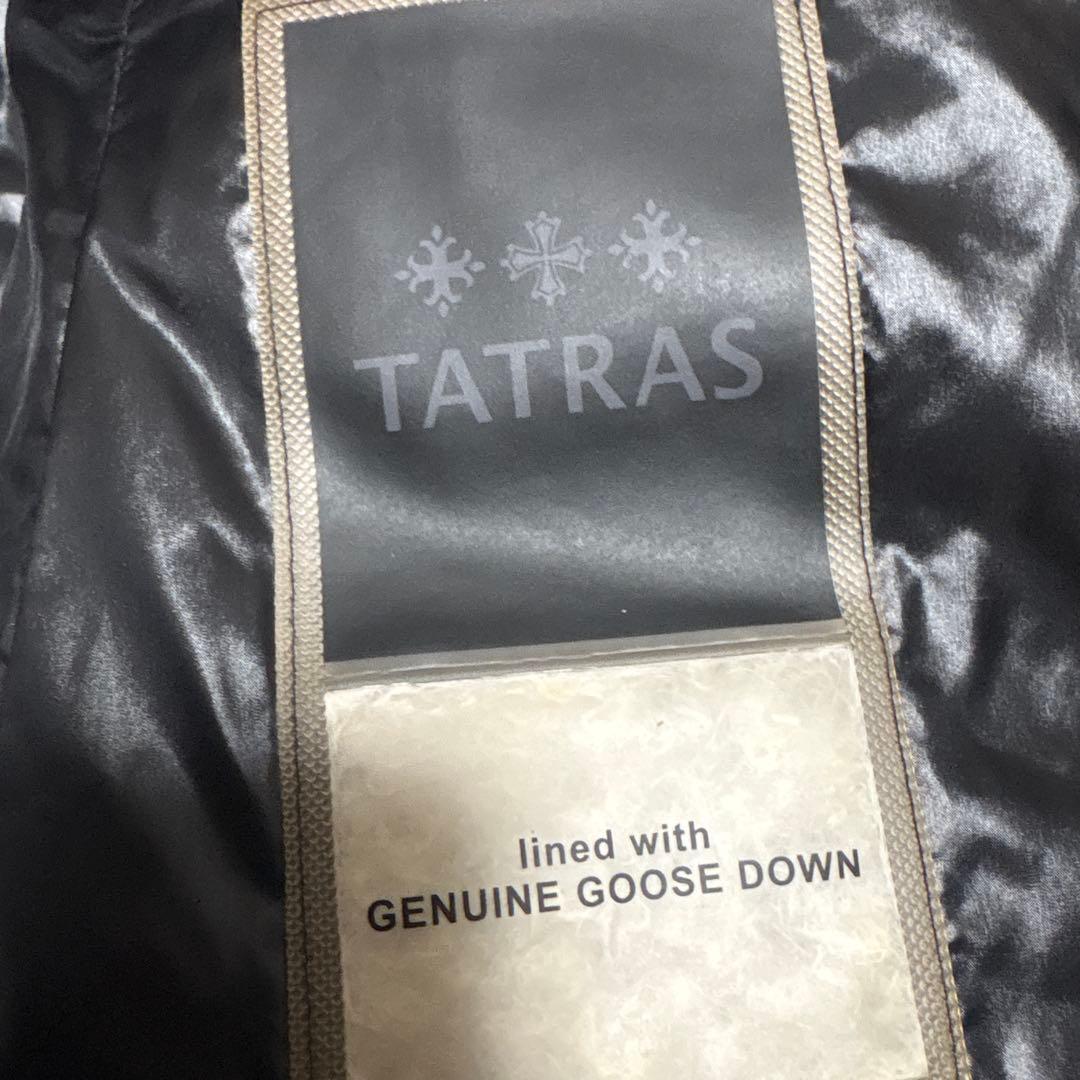 TATRAS
lined with
GENUINE GOOSE DOWN